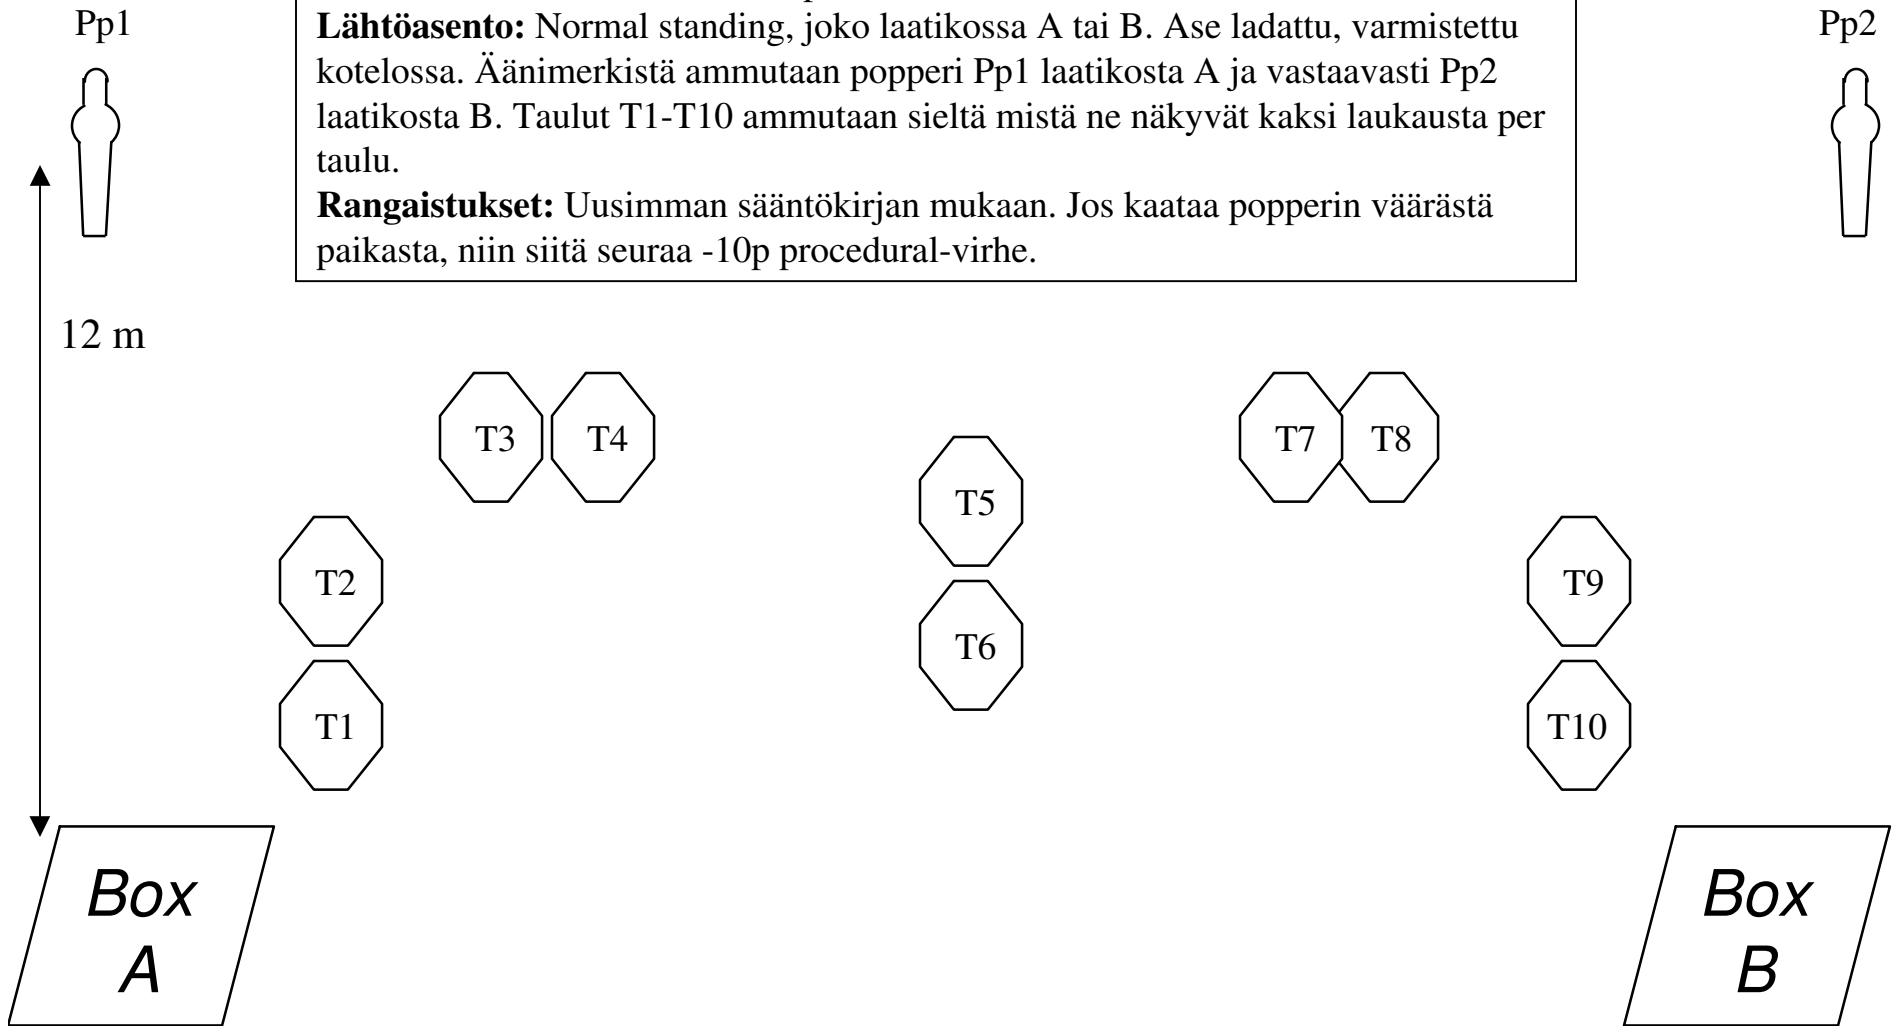 Pp1
Pp2
Lähtöasento: Normal standing, joko laatikossa A tai B. Ase ladattu, varmistettu
kotelossa. Äänimerkistä ammutaan popperi Pp1 laatikosta A ja vastaavasti Pp2
laatikosta B. Taulut T1-T10 ammutaan sieltä mistä ne näkyvät kaksi laukausta per
taulu.
Rangaistukset: Uusimman sääntökirjan mukaan. Jos kaataa popperin väärästä
paikasta, niin siitä seuraa -10p procedural-virhe.
12 m
T3
T4
T7
T8
T5
T2
T9
T6
T1
T10
Box
A
Box
B